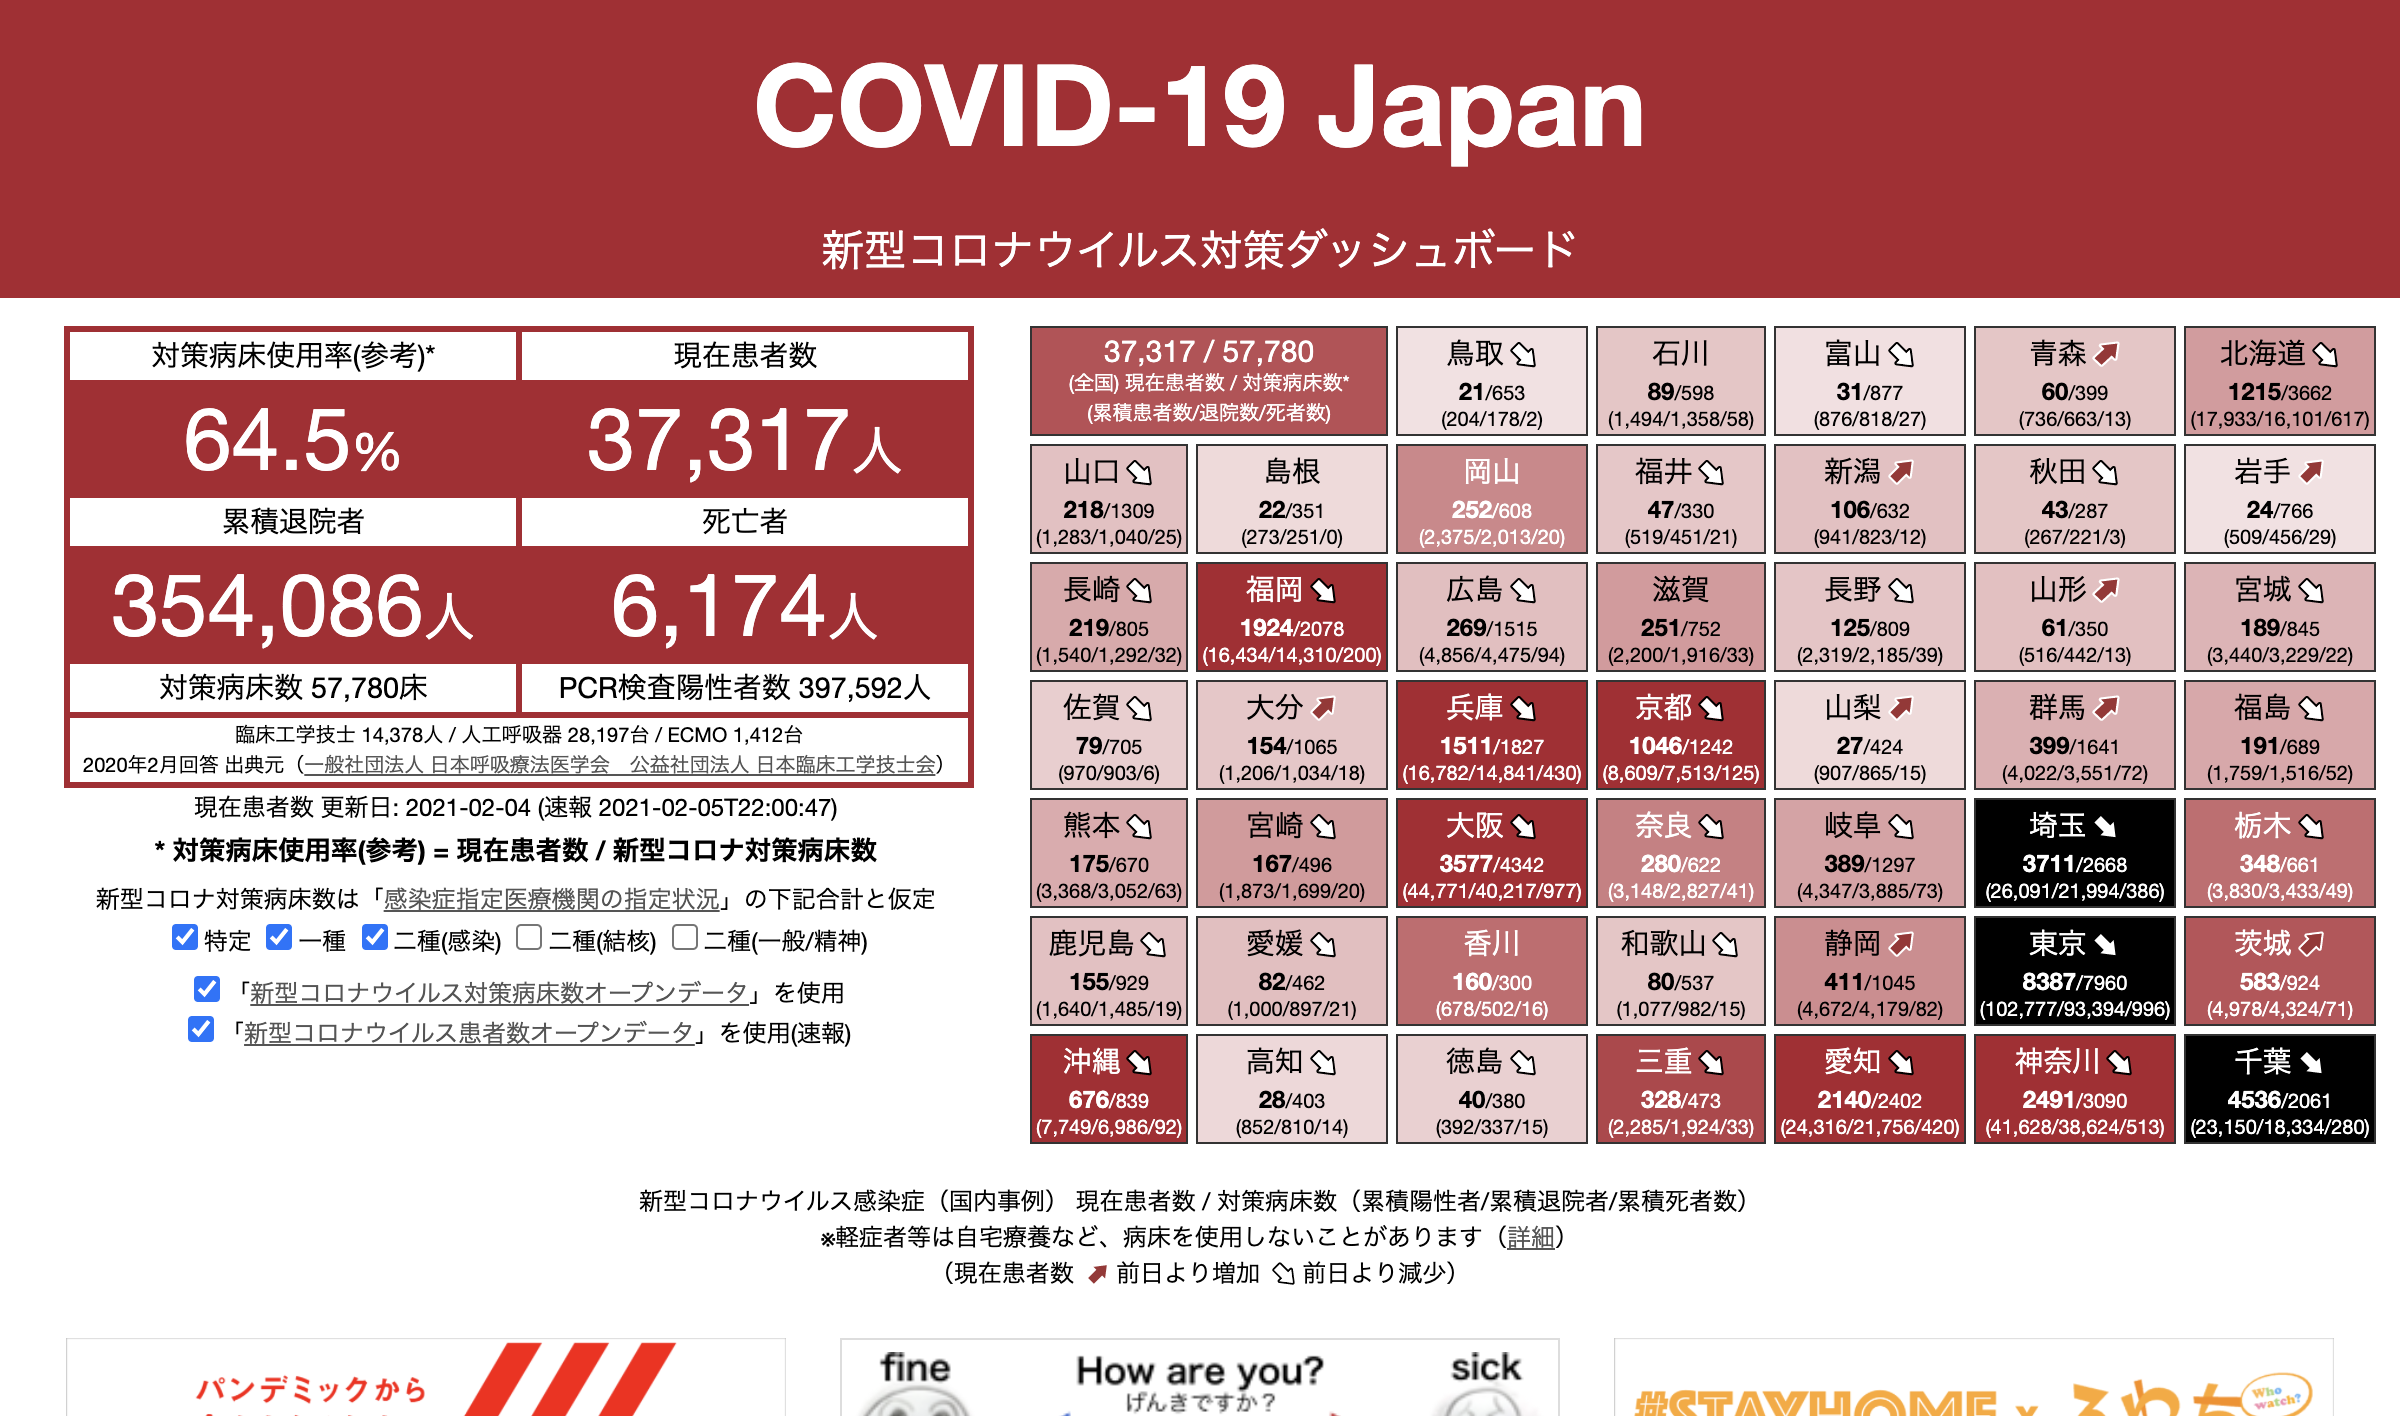 COVID-19 Japan
新型コロナウイルス対策ダッシュボード
対策病床使用率(参考)*
現在患者数
64.5%
37,317人
累積退院者
死亡者
354,086人
6,174人
対策病床数 57,780床
PCR検査陽性者数 397,592人
臨床工学技士 14,378人 / 人工呼吸器 28,197台 / ECMO 1,412台
2020年2月回答 出典元（一般社団法人 日本呼吸療法医学会　公益社団法人 日本臨床工学技士会）
現在患者数 更新日: 2021-02-04 (速報 2021-02-05T22:00:47)
* 対策病床使用率(参考) = 現在患者数 / 新型コロナ対策病床数
新型コロナ対策病床数は「感染症指定医療機関の指定状況」の下記合計と仮定
特定 一種 二種(感染) 二種(結核) 二種(一般/精神)
「新型コロナウイルス対策病床数オープンデータ」を使用
「新型コロナウイルス患者数オープンデータ」を使用(速報)
37,317 / 57,780
(全国) 現在患者数 / 対策病床数*
(累積患者数/退院数/死者数)
鳥取
21/653
(204/178/2)
石川
89/598
(1,494/1,358/58)
富山
31/877
(876/818/27)
青森
60/399
(736/663/13)
北海道
1215/3662
(17,933/16,101/617)
山口
218/1309
(1,283/1,040/25)
島根
22/351
(273/251/0)
岡山
252/608
(2,375/2,013/20)
福井
47/330
(519/451/21)
新潟
106/632
(941/823/12)
秋田
43/287
(267/221/3)
岩手
24/766
(509/456/29)
長崎
219/805
(1,540/1,292/32)
福岡
1924/2078
(16,434/14,310/200)
広島
269/1515
(4,856/4,475/94)
滋賀
251/752
(2,200/1,916/33)
長野
125/809
(2,319/2,185/39)
山形
61/350
(516/442/13)
宮城
189/845
(3,440/3,229/22)
佐賀
79/705
(970/903/6)
大分
154/1065
(1,206/1,034/18)
兵庫
1511/1827
(16,782/14,841/430)
京都
1046/1242
(8,609/7,513/125)
山梨
27/424
(907/865/15)
群馬
399/1641
(4,022/3,551/72)
福島
191/689
(1,759/1,516/52)
熊本
175/670
(3,368/3,052/63)
宮崎
167/496
(1,873/1,699/20)
大阪
3577/4342
(44,771/40,217/977)
奈良
280/622
(3,148/2,827/41)
岐阜
389/1297
(4,347/3,885/73)
埼玉
3711/2668
(26,091/21,994/386)
栃木
348/661
(3,830/3,433/49)
鹿児島
155/929
(1,640/1,485/19)
愛媛
82/462
(1,000/897/21)
香川
160/300
(678/502/16)
和歌山
80/537
(1,077/982/15)
静岡
411/1045
(4,672/4,179/82)
東京
8387/7960
(102,777/93,394/996)
茨城
583/924
(4,978/4,324/71)
沖縄
676/839
(7,749/6,986/92)
高知
28/403
(852/810/14)
徳島
40/380
(392/337/15)
三重
328/473
(2,285/1,924/33)
愛知
2140/2402
(24,316/21,756/420)
神奈川
2491/3090
(41,628/38,624/513)
千葉
4536/2061
(23,150/18,334/280)
新型コロナウイルス感染症（国内事例） 現在患者数 / 対策病床数（累積陽性者/累積退院者/累積死者数）
※軽症者等は自宅療養など、病床を使用しないことがあります（詳細）
（現在患者数 前日より増加 前日より減少）
パンデミックから
fine
How are you?
sick
げんきですか？
#STAYHOME × ふわっち
Who watch?